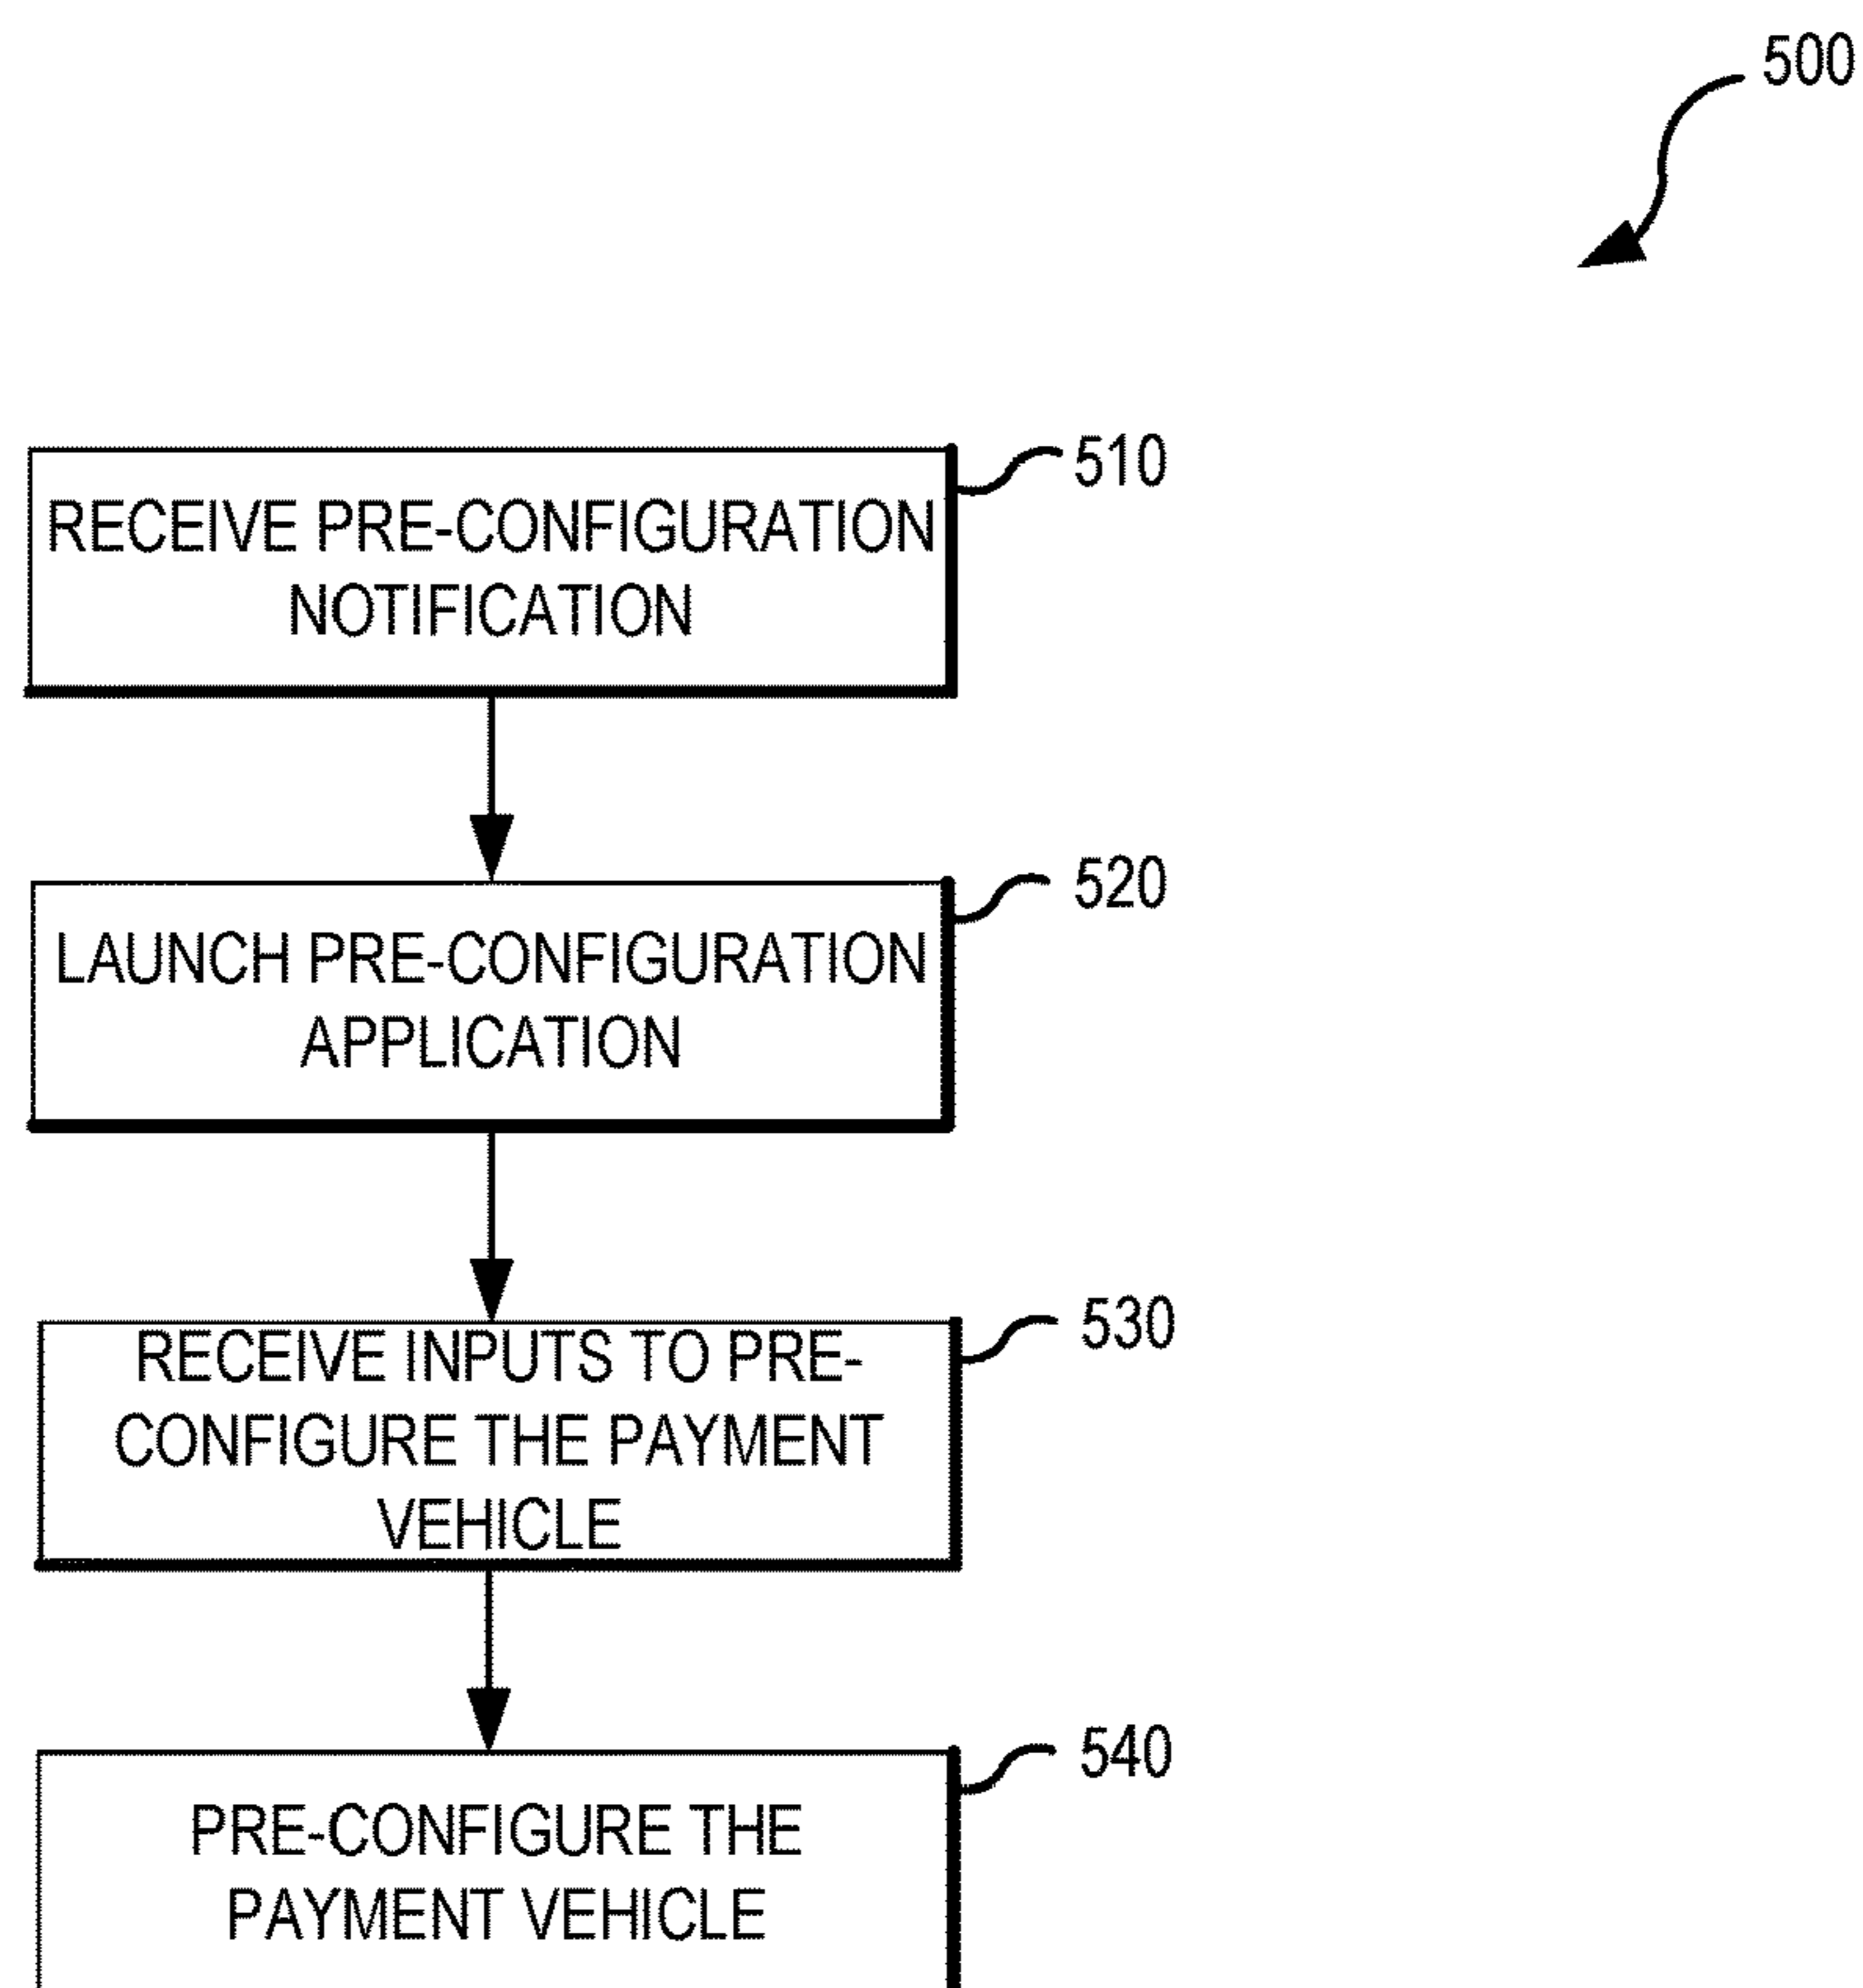 500
510
RECEIVE PRE-CONFIGURATION
NOTIFICATION
520
LAUNCH PRE-CONFIGURATION
APPLICATION
530
RECEIVE INPUTS TO PRE-
CONFIGURE THE PAYMENT
VEHICLE
540
PRE-CONFIGURE THE
PAYMENT VEHICLE